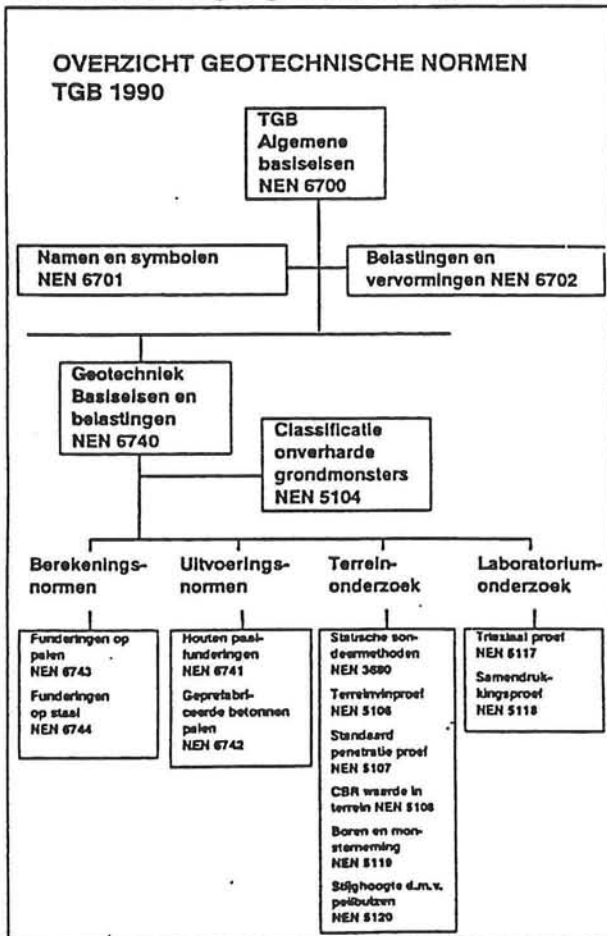 OVERZICHT GEOTECHNISCHE NORMEN
TGB 1990
TGB
Algemene
basiseisen
NEN 6700
Namen en symbolen
NEN 6701
Belastingen en
vervormingen NEN 6702
Geotechniek
Basiseisen en
belastingen
NEN 6740
Classificatie
onverharde
grondmonsters
NEN 5104
Berekenings-
normen
Funderingen op
palen
NEN 6743
Funderingen
op staal
NEN 6744
Uitvoerings-
normen
Houten paal-
funderingen
NEN 6741
Geprefabri-
ceerde betonnen
palen
NEN 6742
Terrein-
onderzoek
Statische son-
deermethoden
NEN 3680
Terreinvinproef
NEN 5106
Standaard
penetratie proef
NEN 5107
CBR waarde in
terrein NEN 5108
Boren en mon-
sterneming
NEN 5119
Stijghoogte d.m.v.
peilbuizen
NEN 5120
Laboratorium-
onderzoek
Triaxiaal proef
NEN 5117
Samendruk-
kingsproef
NEN 5118